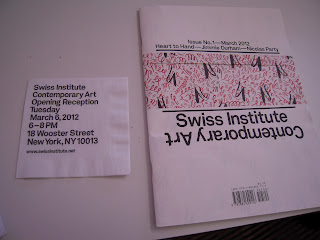 Swiss Institute
Contemporary Art
Opening Reception
Tuesday
March 6, 2012
6–8 PM
18 Wooster Street
New York, NY 10013
www.swissinstitute.net
Issue No.1—March 2012
Heart to Hand—Jimmie Durham—Nicolas Party
Swiss Institute
Contemporary Art